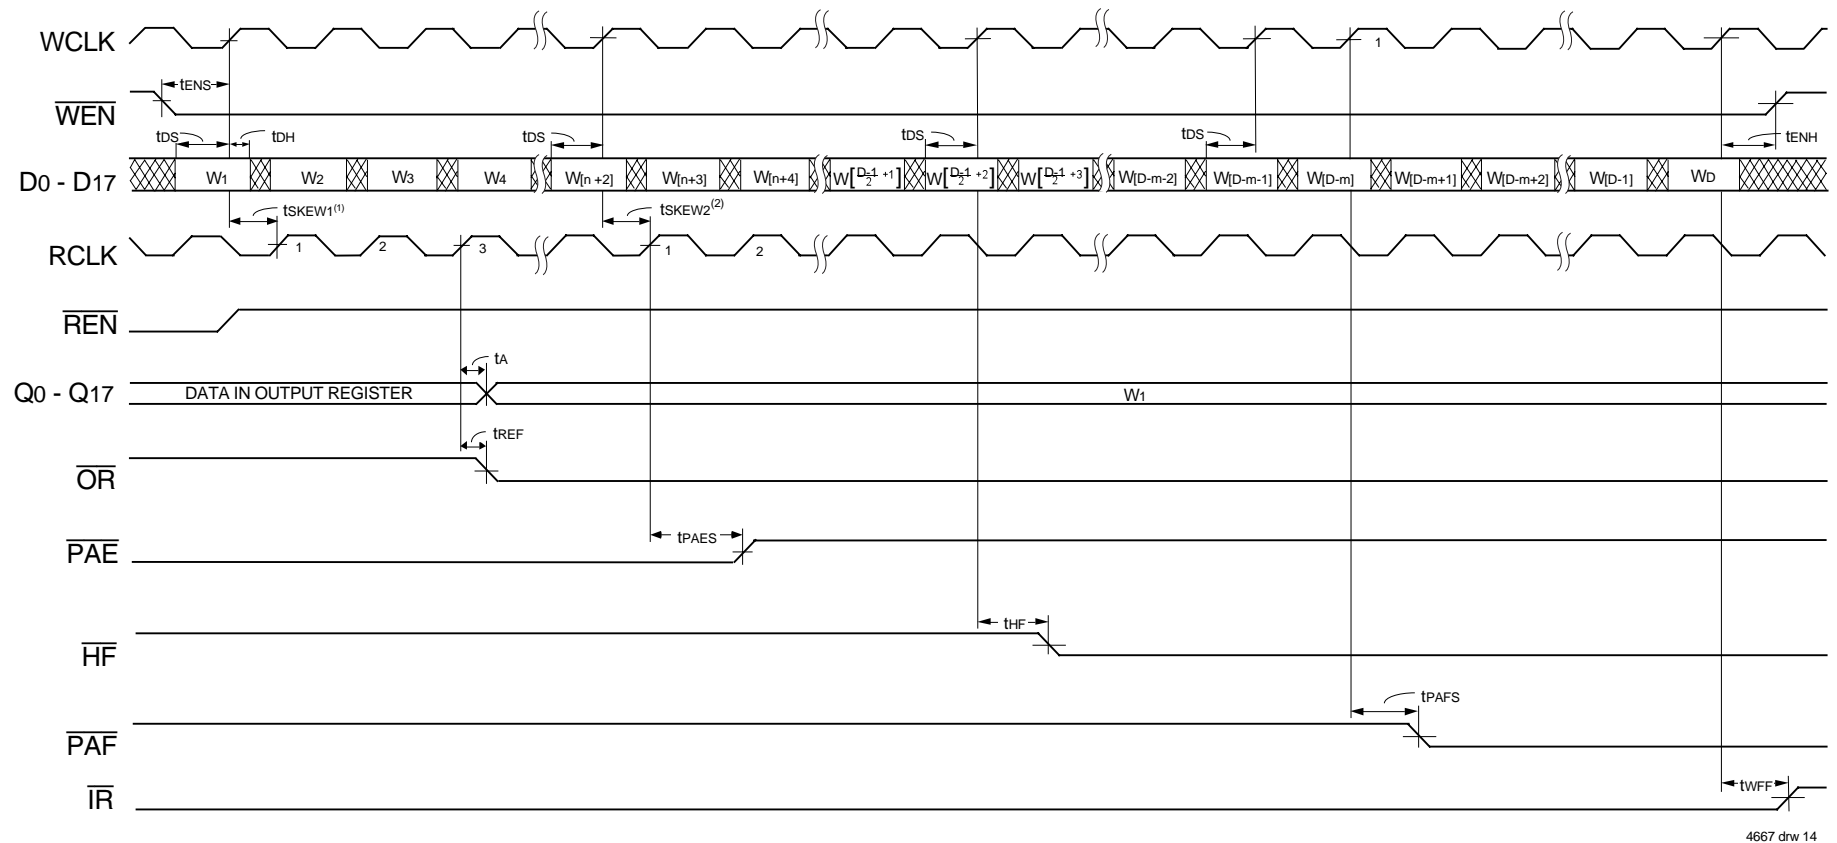 WCLK 1
tENS
WEN
tDS tDH tDS tDS tDS tENH
D0 - D17 W1 W2 W3 W4 W[n +2] W[n+3] W[n+4] W[D-1/2 +1] W[D-1/2 +2] W[D-1/2 +3] W[D-m-2] W[D-m-1] W[D-m] W[D-m+1] W[D-m+2] W[D-1] WD
tSKEW1(1) tSKEW2(2)
RCLK 1 2 3 1 2
REN
tA
Q0 - Q17 DATA IN OUTPUT REGISTER W1
tREF
OR
tPAES
PAE
tHF
HF
tPAFS
PAF
tWFF
IR
4667 drw 14